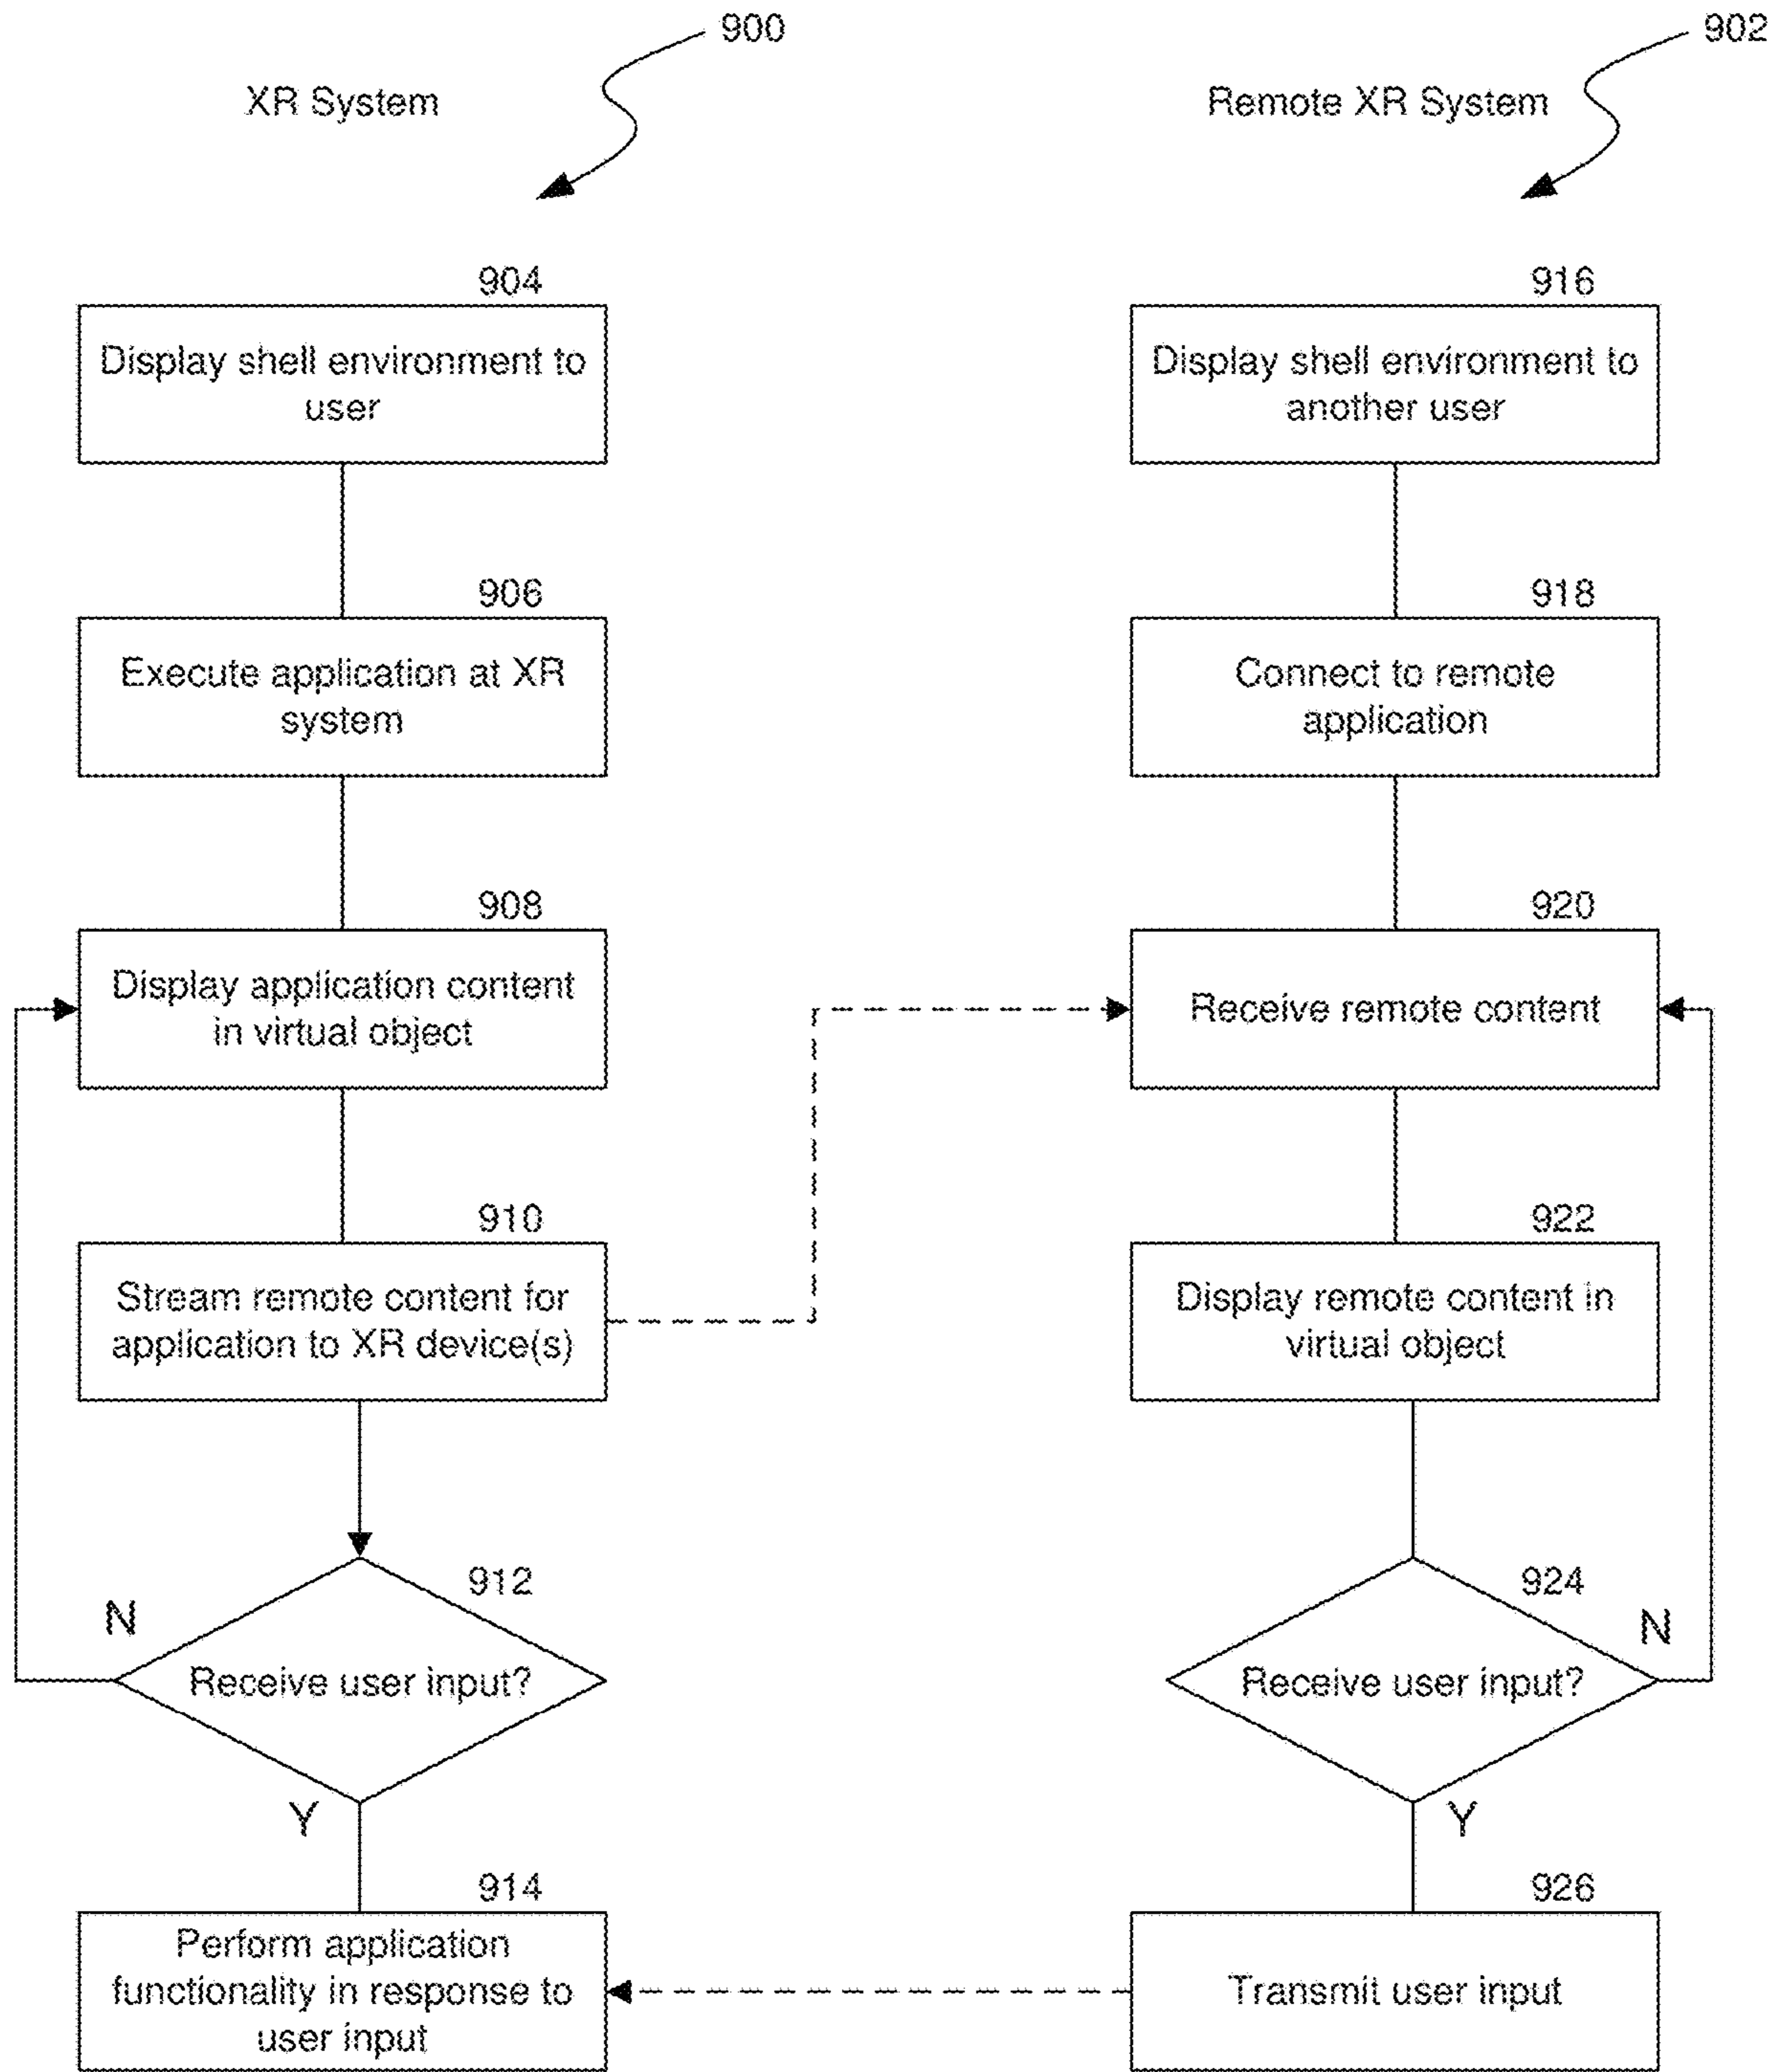 900
XR System
904
Display shell environment to
user
906
Execute application at XR
system
908
Display application content
in virtual object
910
Stream remote content for
application to XR device(s)
912
N
Receive user input?
Y
914
Perform application
functionality in response to
user input
902
Remote XR System
916
Display shell environment to
another user
918
Connect to remote
application
920
Receive remote content
922
Display remote content in
virtual object
924
N
Receive user input?
Y
926
Transmit user input